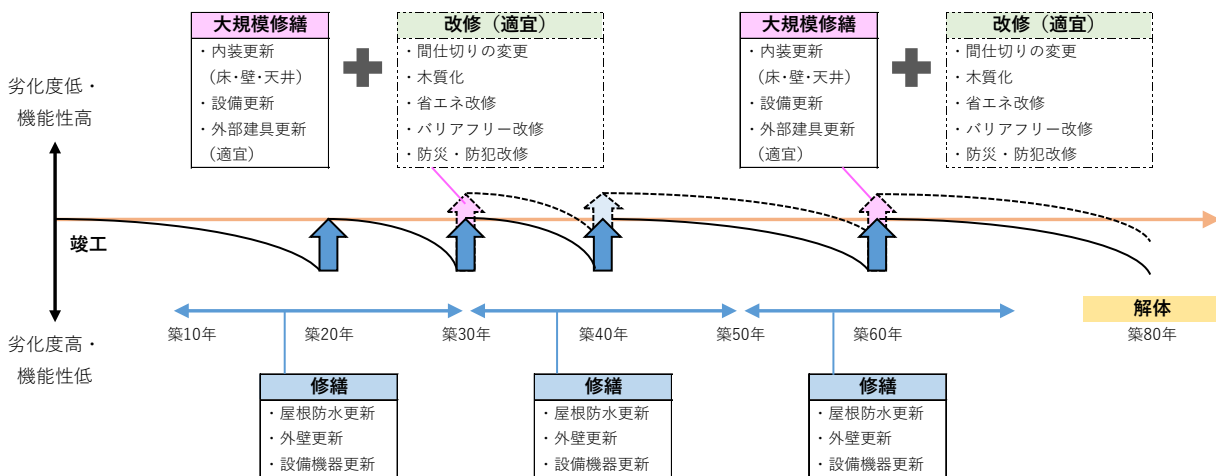 大規模修繕
・内装更新
（床・壁・天井）
・設備更新
・外部建具更新
（適宜）
改修（適宜）
・間仕切りの変更
・木質化
・省エネ改修
・バリアフリー改修
・防災・防犯改修
大規模修繕
・内装更新
（床・壁・天井）
・設備更新
・外部建具更新
（適宜）
改修（適宜）
・間仕切りの変更
・木質化
・省エネ改修
・バリアフリー改修
・防災・防犯改修
劣化度低・
機能性高
竣工
劣化度高・
機能性低
築10年
築20年
築30年
築40年
築50年
築60年
解体
築80年
修繕
・屋根防水更新
・外壁更新
・設備機器更新
修繕
・屋根防水更新
・外壁更新
・設備機器更新
修繕
・屋根防水更新
・外壁更新
・設備機器更新